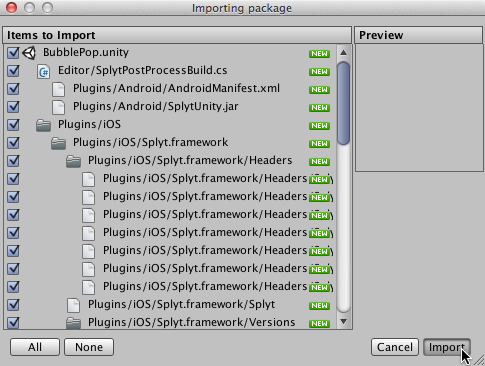 Importing package
Items to Import
Preview
BubblePop.unity NEW
Editor/SplytPostProcessBuild.cs NEW
Plugins/Android/AndroidManifest.xml NEW
Plugins/Android/SplytUnity.jar NEW
Plugins/iOS NEW
Plugins/iOS/Splyt.framework NEW
Plugins/iOS/Splyt.framework/Headers NEW
Plugins/iOS/Splyt.framework/Headers NEW
Plugins/iOS/Splyt.framework/Headers NEW
Plugins/iOS/Splyt.framework/Headers NEW
Plugins/iOS/Splyt.framework/Headers NEW
Plugins/iOS/Splyt.framework/Headers NEW
Plugins/iOS/Splyt.framework/Headers NEW
Plugins/iOS/Splyt.framework/Headers NEW
Plugins/iOS/Splyt.framework/Splyt NEW
Plugins/iOS/Splyt.framework/Versions NEW
All
None
Cancel
Import